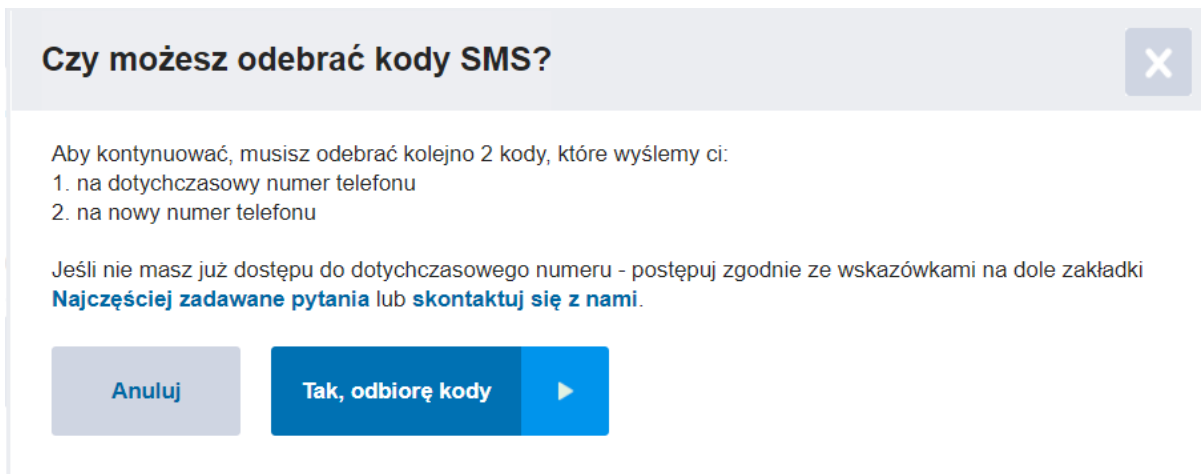 Czy możesz odebrać kody SMS?
Aby kontynuować, musisz odebrać kolejno 2 kody, które wyślemy ci:
1. na dotychczasowy numer telefonu
2. na nowy numer telefonu
Jeśli nie masz już dostępu do dotychczasowego numeru - postępuj zgodnie ze wskazówkami na dole zakładki
Najczęściej zadawane pytania lub skontaktuj się z nami.
Anuluj
Tak, odbiorę kody